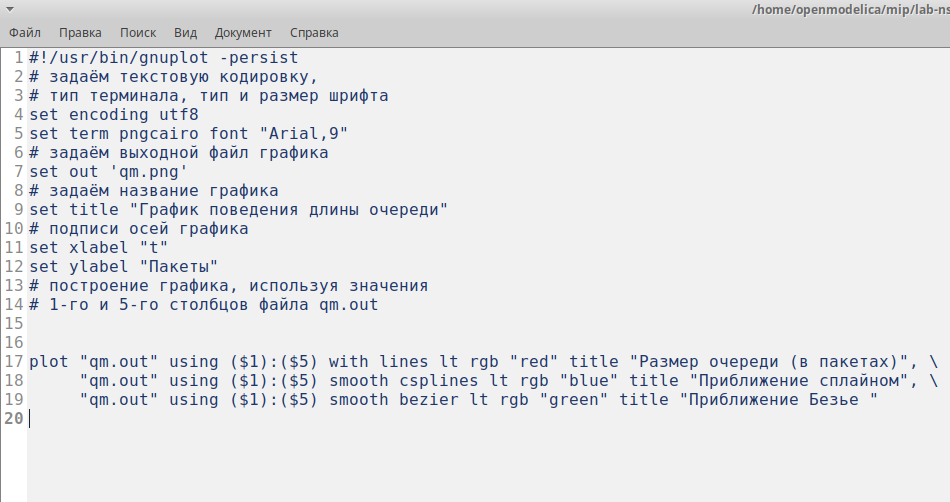 /home/openmodelica/mip/lab-ns
Файл Правка Поиск Вид Документ Справка
1 #!/usr/bin/gnuplot -persist
2 # задаём текстовую кодировку,
3 # тип терминала, тип и размер шрифта
4 set encoding utf8
5 set term pngcairo font "Arial,9"
6 # задаём выходной файл графика
7 set out 'qm.png'
8 # задаём название графика
9 set title "График поведения длины очереди"
10 # подписи осей графика
11 set xlabel "t"
12 set ylabel "Пакеты"
13 # построение графика, используя значения
14 # 1-го и 5-го столбцов файла qm.out
15
16
17 plot "qm.out" using ($1):($5) with lines lt rgb "red" title "Размер очереди (в пакетах)", \
18      "qm.out" using ($1):($5) smooth csplines lt rgb "blue" title "Приближение сплайном", \
19      "qm.out" using ($1):($5) smooth bezier lt rgb "green" title "Приближение Безье "
20